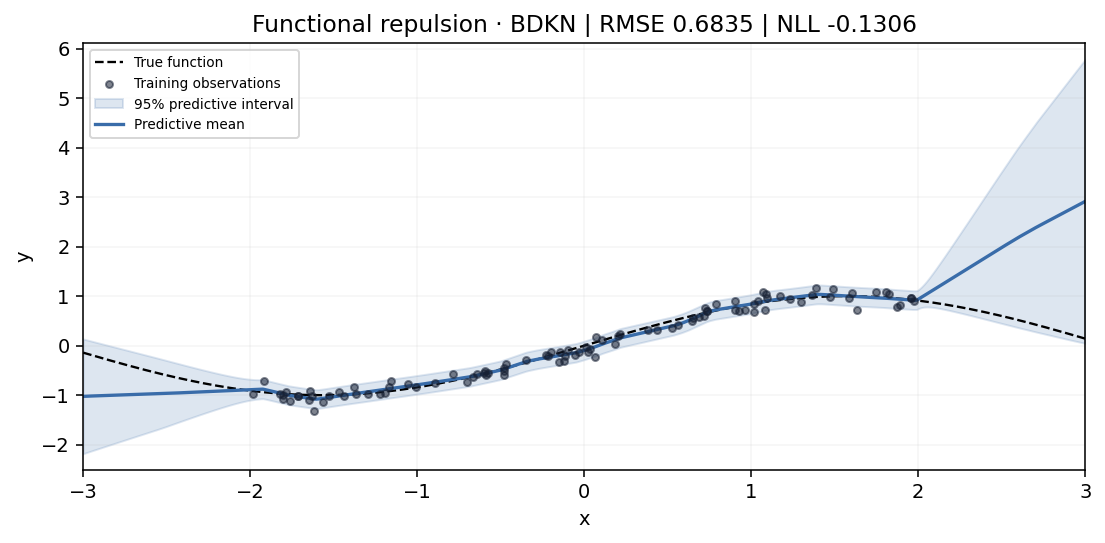 Functional repulsion · BDKN | RMSE 0.6835 | NLL -0.1306
True function
Training observations
95% predictive interval
Predictive mean
6
5
4
3
2
1
0
−1
−2
y
−3
−2
−1
0
1
2
3
x